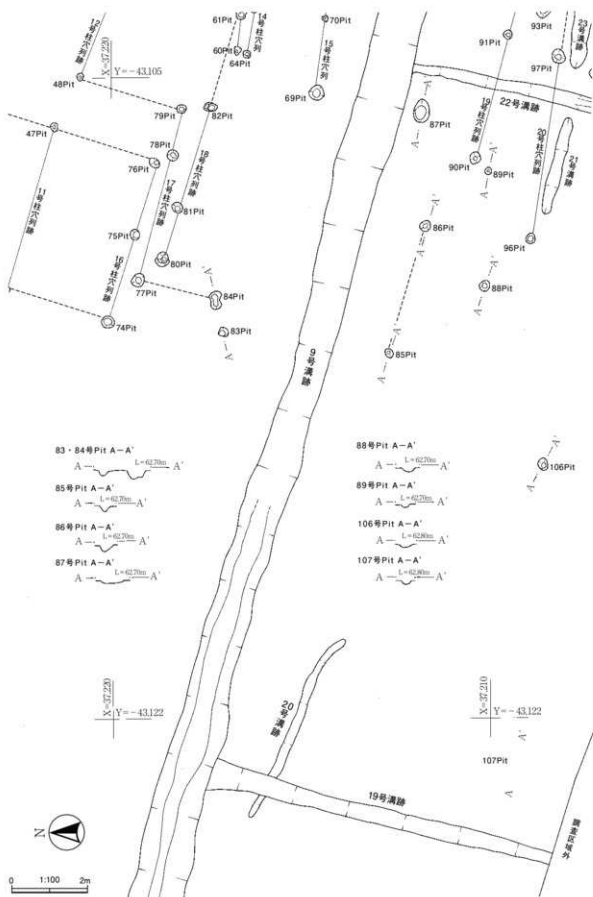 12号柱穴列跡
X=37,220
Y=−43,105
48Pit
47Pit
11号柱穴列跡
61Pit
60Pit
64Pit
14号柱穴列
79Pit
82Pit
78Pit
76Pit
18号柱穴列跡
17号柱穴列跡
81Pit
75Pit
16号柱穴列跡
80Pit
77Pit
A'
84Pit
83Pit
A
74Pit
70Pit
15号柱穴列
69Pit
9号溝跡
93Pit
23号溝跡
91Pit
97Pit
22号溝跡
A
87Pit
A
19号柱穴列跡
20号柱穴列跡
21号溝跡
90Pit
A'
89Pit
A
A'
86Pit
A
96Pit
A'
88Pit
A
A'
85Pit
A
A'
106Pit
A
83・84号Pit A−A'
A L=62.70m A'
85号Pit A−A'
A L=62.70m A'
86号Pit A−A'
A L=62.70m A'
87号Pit A−A'
A L=62.70m A'
88号Pit A−A'
A L=62.70m A'
89号Pit A−A'
A L=62.70m A'
106号Pit A−A'
A L=62.80m A'
107号Pit A−A'
A L=62.80m A'
X=37,220
Y=−43,122
20号溝跡
X=37,210
Y=−43,122
A'
107Pit
A
19号溝跡
調査区域外
N
0 1:100 2m